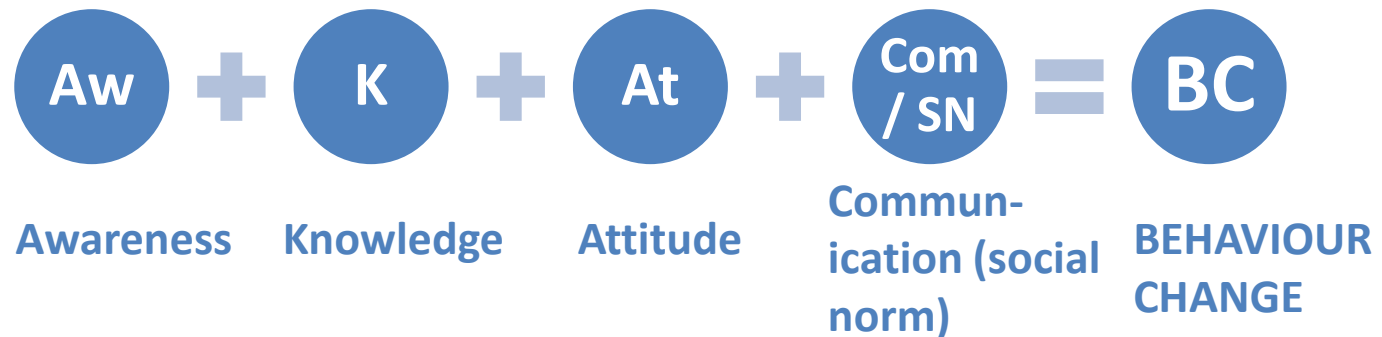 Aw
K
At
Com
/ SN
BC
Awareness
Knowledge
Attitude
Commun-
ication (social
norm)
BEHAVIOUR
CHANGE